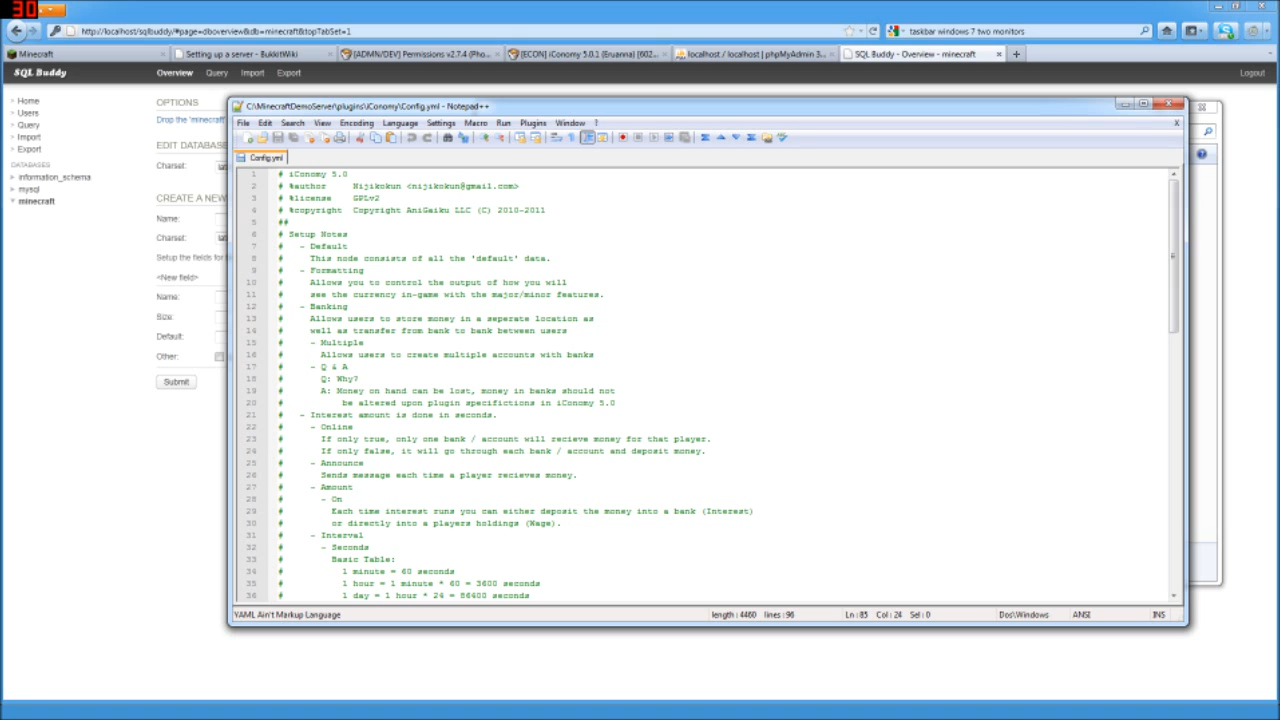 30
http://localhost/sqlbuddy/#page=dboverview&db=minecraft&topTabSet=1
taskbar windows 7 two monitors
Minecraft
Setting up a server - BukkitWiki
[ADMN/DEV] Permissions v2.7.4 (Pho...
[ECON] iConomy 5.0.1 (Eruanna) [602...
localhost / localhost | phpMyAdmin 3...
SQL Buddy - Overview - minecraft
SQL Buddy
Overview
Query
Import
Export
Logout
Home
Users
Query
Import
Export
DATABASES
information_schema
mysql
minecraft
OPTIONS
Drop the 'minecraft'
EDIT DATABAS
Charset:
CREATE A NEW
Name:
Charset:
Setup the fields for
<New field>
Name:
Size:
Default:
Other:
Submit
C:\MinecraftDemoServer\plugins\iConomy\Config.yml - Notepad++
File Edit Search View Encoding Language Settings Macro Run Plugins Window ? X
Config.yml
1 # iConomy 5.0
2 # %author Nijikokun <nijikokun@gmail.com>
3 # %license GPLv2
4 # %copyright Copyright AniGaiku LLC (C) 2010-2011
5 ##
6 # Setup Notes
7 # - Default
8 # This node consists of all the 'default' data.
9 # - Formatting
10 # Allows you to control the output of how you will
11 # see the currency in-game with the major/minor features.
12 # - Banking
13 # Allows users to store money in a seperate location as
14 # well as transfer from bank to bank between users
15 # - Multiple
16 # Allows users to create multiple accounts with banks
17 # - Q & A
18 # Q: Why?
19 # A: Money on hand can be lost, money in banks should not
20 # be altered upon plugin specifictions in iConomy 5.0
21 # - Interest amount is done in seconds.
22 # - Online
23 # If only true, only one bank / account will recieve money for that player.
24 # If only false, it will go through each bank / account and deposit money.
25 # - Announce
26 # Sends message each time a player recieves money.
27 # - Amount
28 # - On
29 # Each time interest runs you can either deposit the money into a bank (Interest)
30 # or directly into a players holdings (Wage).
31 # - Interval
32 # - Seconds
33 # Basic Table:
34 # 1 minute = 60 seconds
35 # 1 hour = 1 minute * 60 = 3600 seconds
36 # 1 day = 1 hour * 24 = 86400 seconds
YAML Ain't Markup Language
length : 4460 lines : 98
Ln : 85 Col : 24 Sel : 0
Dos\Windows
ANSI
INS